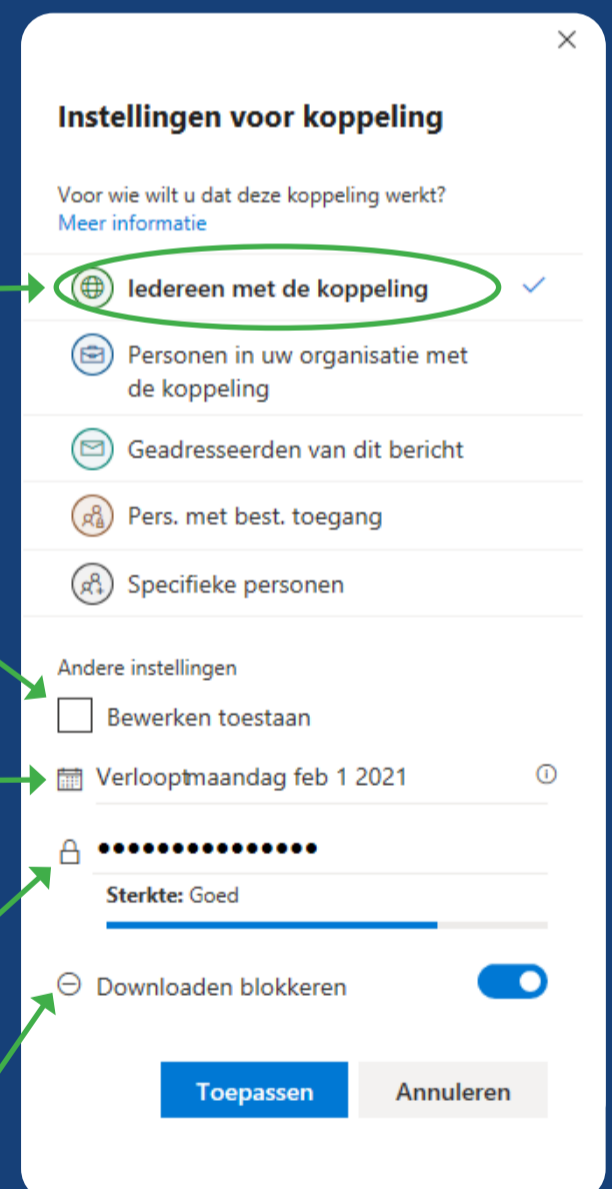 Instellingen voor koppeling
Voor wie wilt u dat deze koppeling werkt?
Meer informatie
Iedereen met de koppeling
Personen in uw organisatie met
de koppeling
Geadresseerden van dit bericht
Pers. met best. toegang
Specifieke personen
Andere instellingen
Bewerken toestaan
Verlooptmaandag feb 1 2021
•••••••••••••••
Sterkte: Goed
Downloaden blokkeren
Toepassen Annuleren